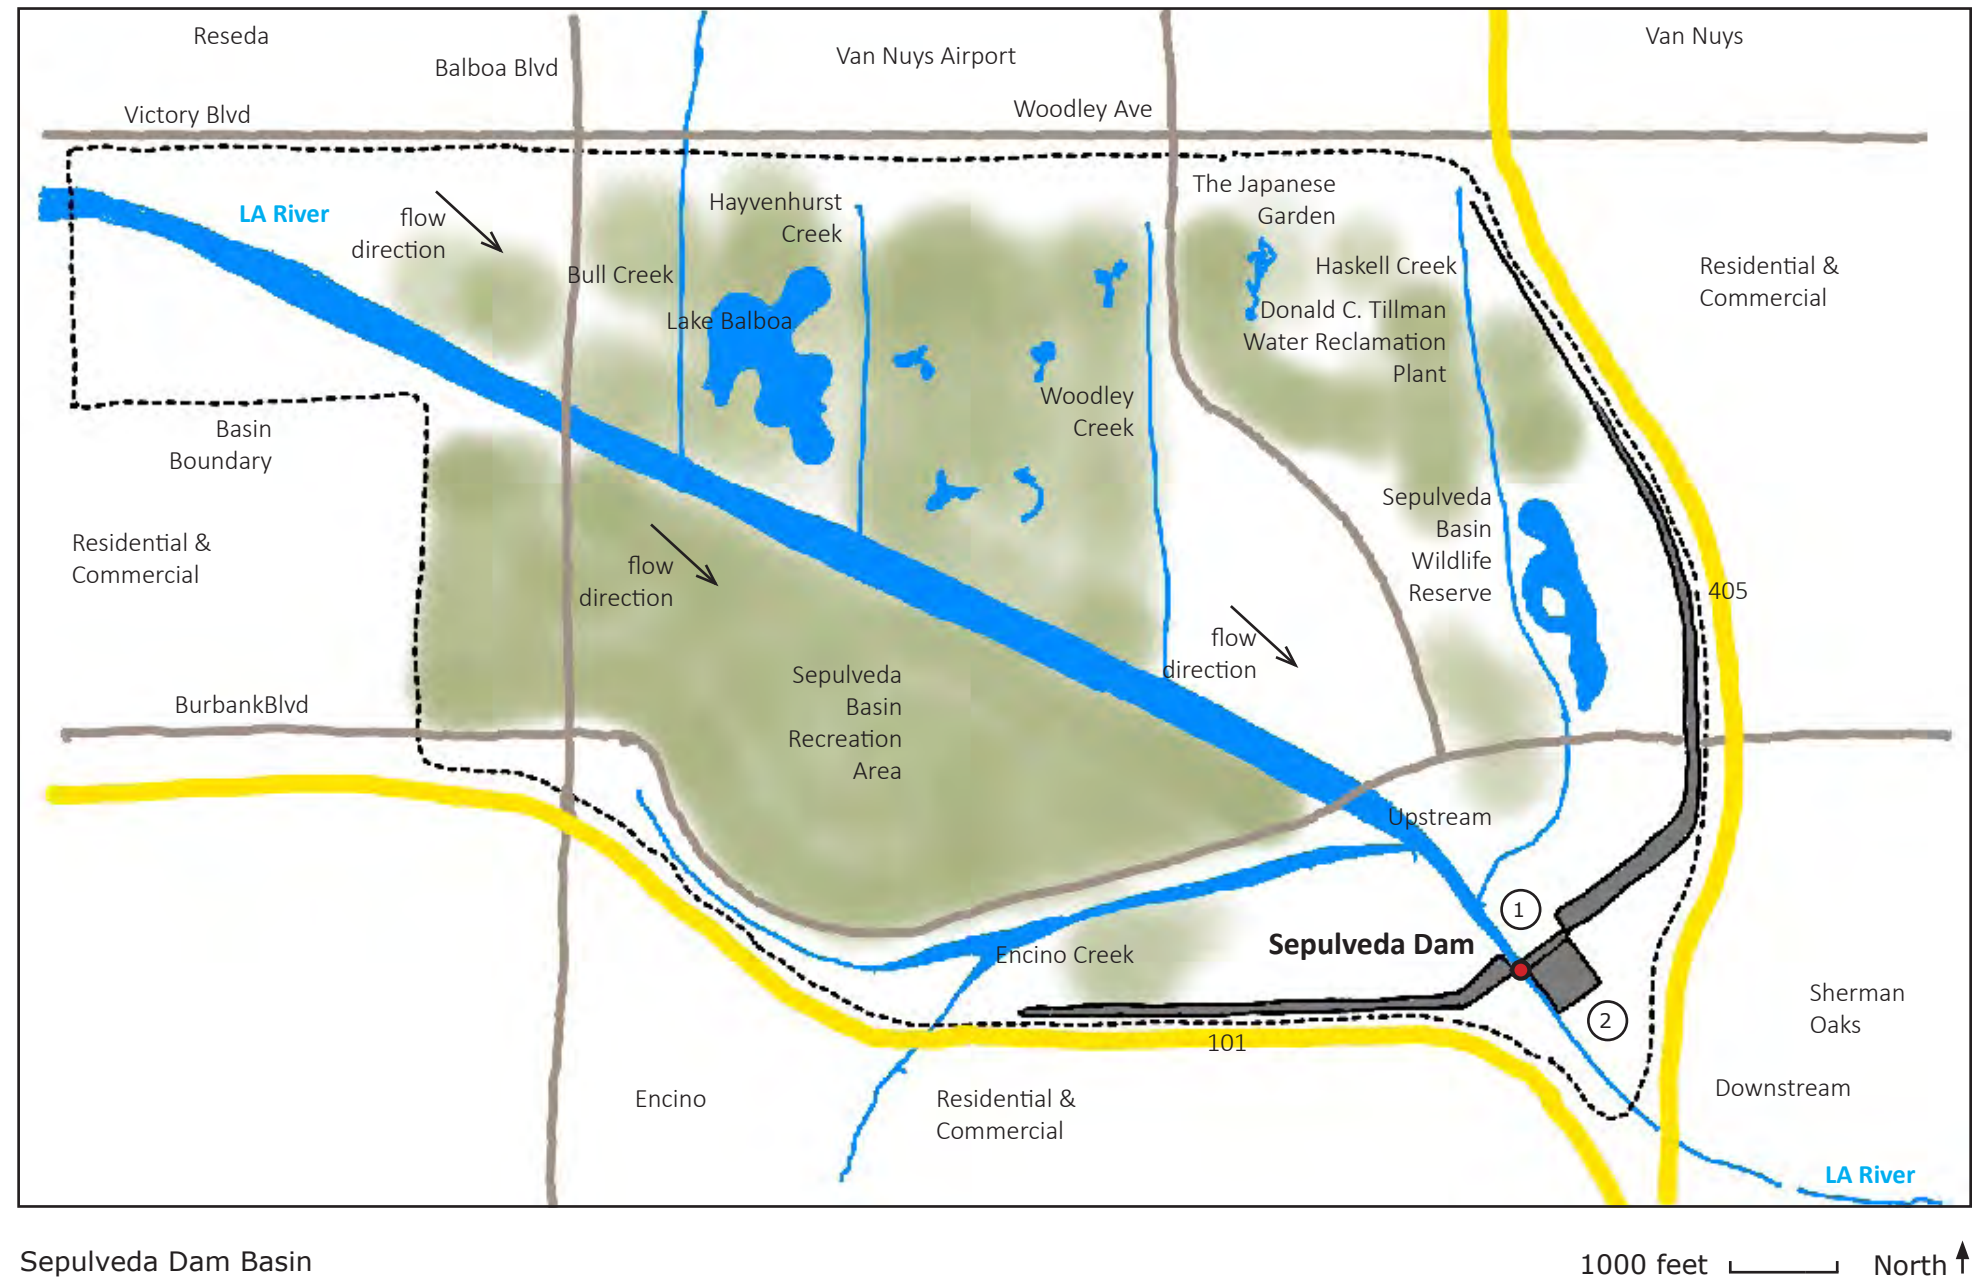 Reseda
Van Nuys
Balboa Blvd
Van Nuys Airport
Victory Blvd
Woodley Ave
LA River
flow
direction
Hayvenhurst
Creek
The Japanese
Garden
Bull Creek
Haskell Creek
Residential &
Commercial
Lake Balboa
Donald C. Tillman
Water Reclamation
Plant
Woodley
Creek
Basin
Boundary
Sepulveda
Basin
Wildlife
Reserve
Residential &
Commercial
flow
direction
405
flow
direction
Sepulveda
Basin
Recreation
Area
BurbankBlvd
Upstream
1
Sepulveda Dam
Encino Creek
2
Sherman
Oaks
101
Encino
Residential &
Commercial
Downstream
LA River
Sepulveda Dam Basin
1000 feet
North